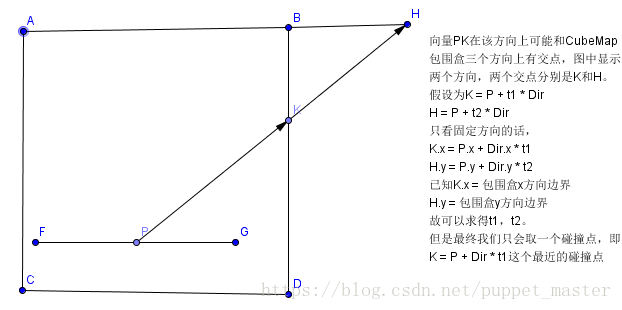 A
B
H
K
F
P
G
C
D
向量PK在该方向上可能和CubeMap
包围盒三个方向上有交点，图中显示
两个方向，两个交点分别是K和H。
假设为K = P + t1 * Dir
H = P + t2 * Dir
只看固定方向的话，
K.x = P.x + Dir.x * t1
H.y = P.y + Dir.y * t2
已知K.x = 包围盒x方向边界
H.y = 包围盒y方向边界
故可以求得t1，t2。
但是最终我们只会取一个碰撞点，即
K = P + Dir * t1这个最近的碰撞点
https://blog.csdn.net/puppet_master